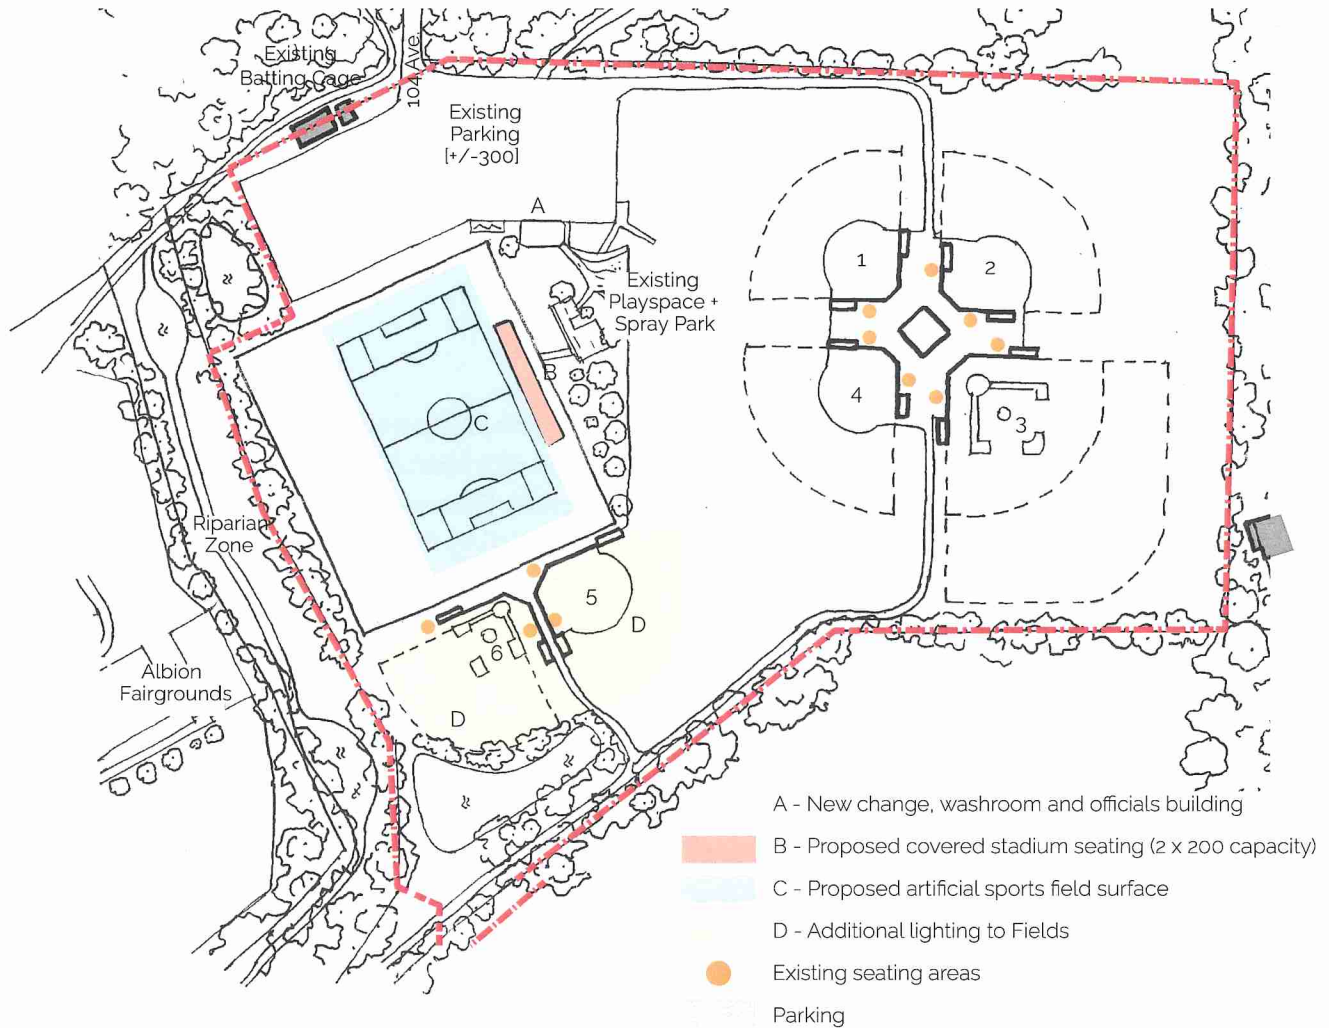 Existing
Batting Cage
104 Ave.
Existing
Parking
[+/-300]
A
Existing
Playspace +
Spray Park
1
2
B
4
C
3
Riparian
Zone
5
D
6
Albion
Fairgrounds
D
A - New change, washroom and officials building
B - Proposed covered stadium seating (2 x 200 capacity)
C - Proposed artificial sports field surface
D - Additional lighting to Fields
Existing seating areas
Parking